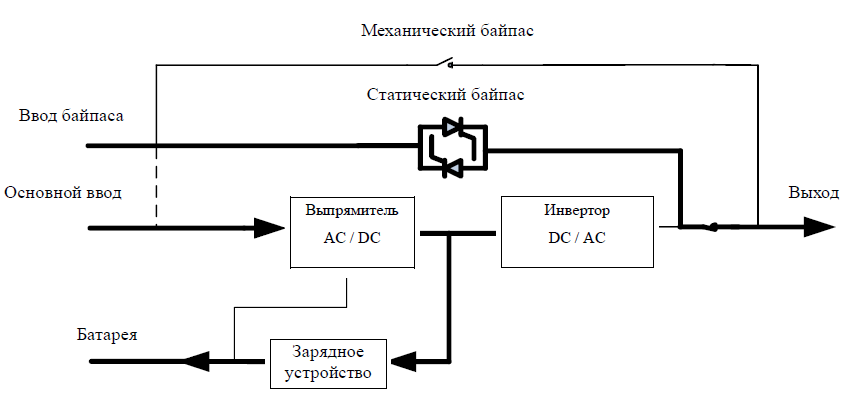 Механический байпас
Статический байпас
Ввод байпаса
Основной ввод
Выпрямитель
AC / DC
Инвертор
DC / AC
Выход
Батарея
Зарядное
устройство